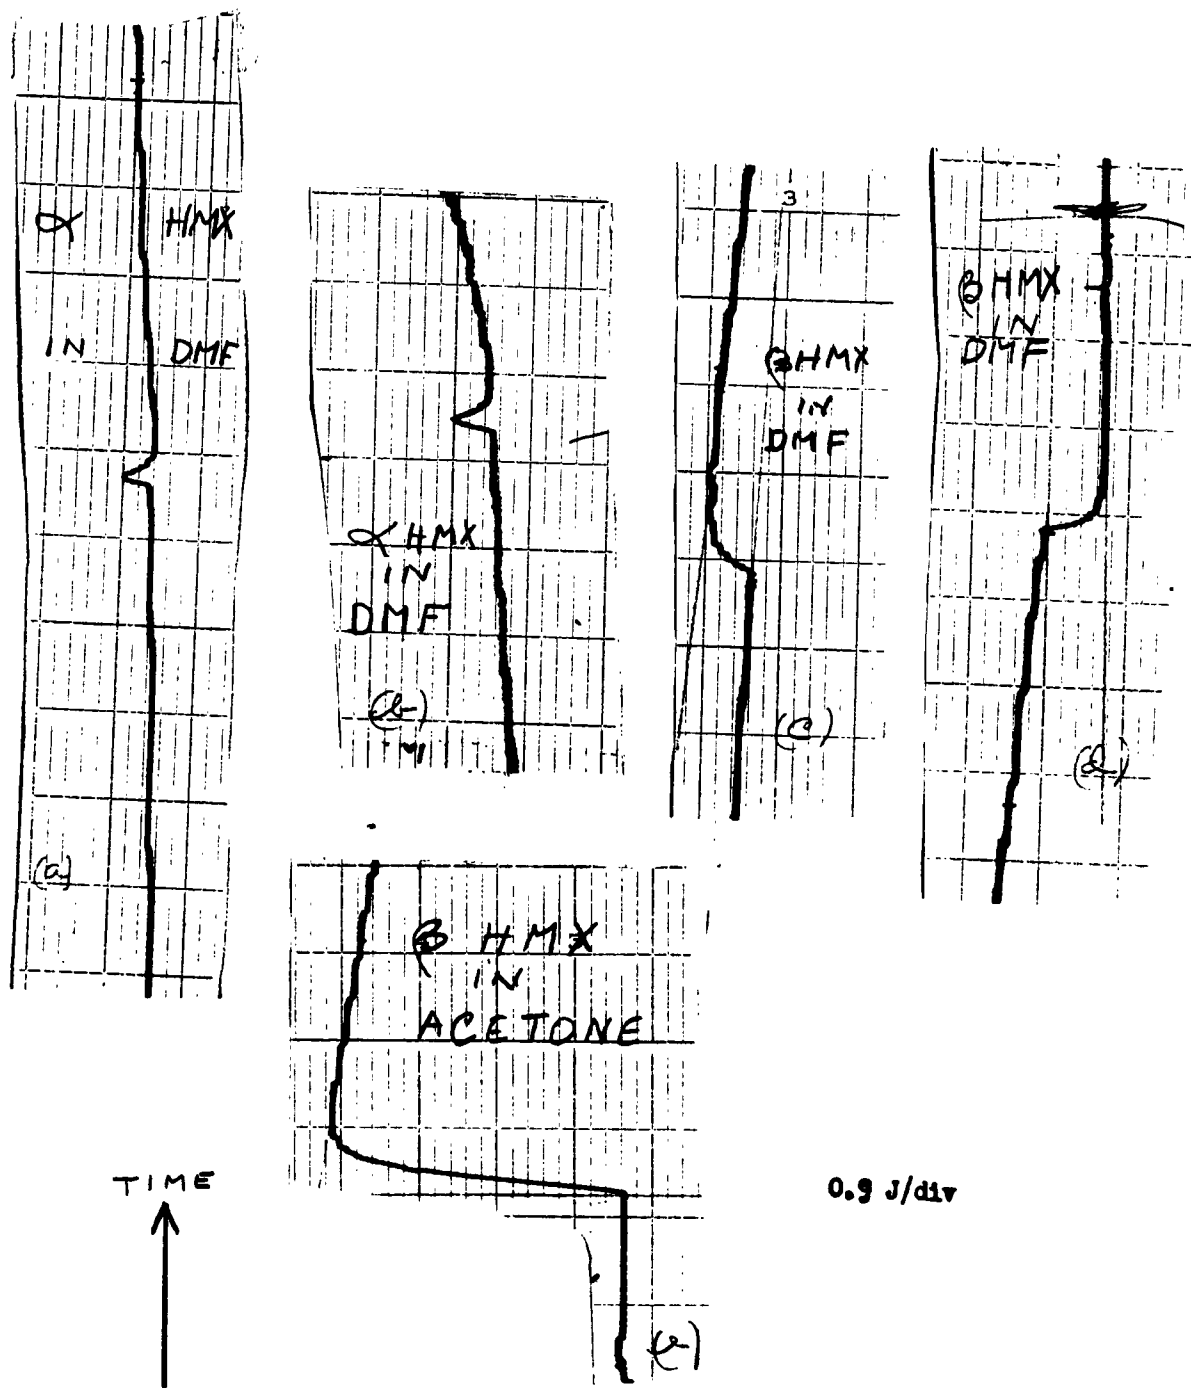 α HMX
IN DMF
(a)
α HMX
IN
DMF
(b)
3
β HMX
IN
DMF
(c)
β HMX
IN
DMF
(d)
β HMX
IN
ACETONE
(e)
TIME
0.9 J/div